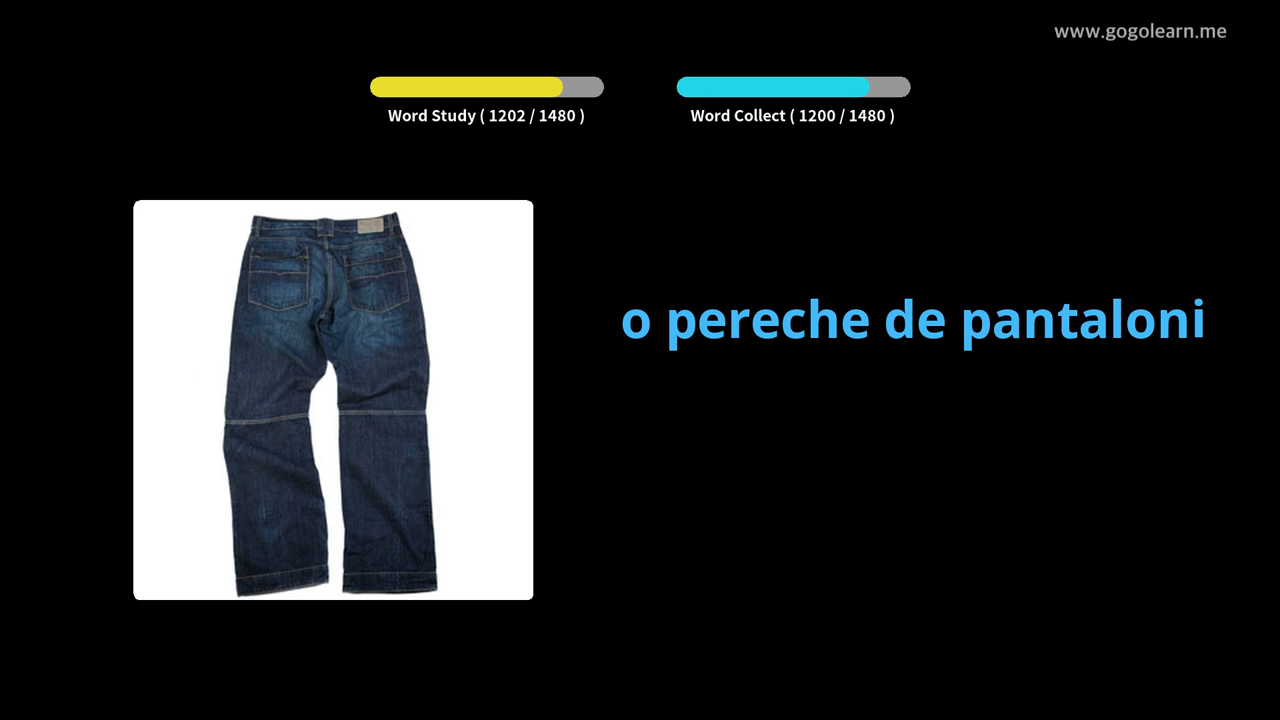 www.gogolearn.me
Word Study ( 1202 / 1480 )
Word Collect ( 1200 / 1480 )
o pereche de pantaloni